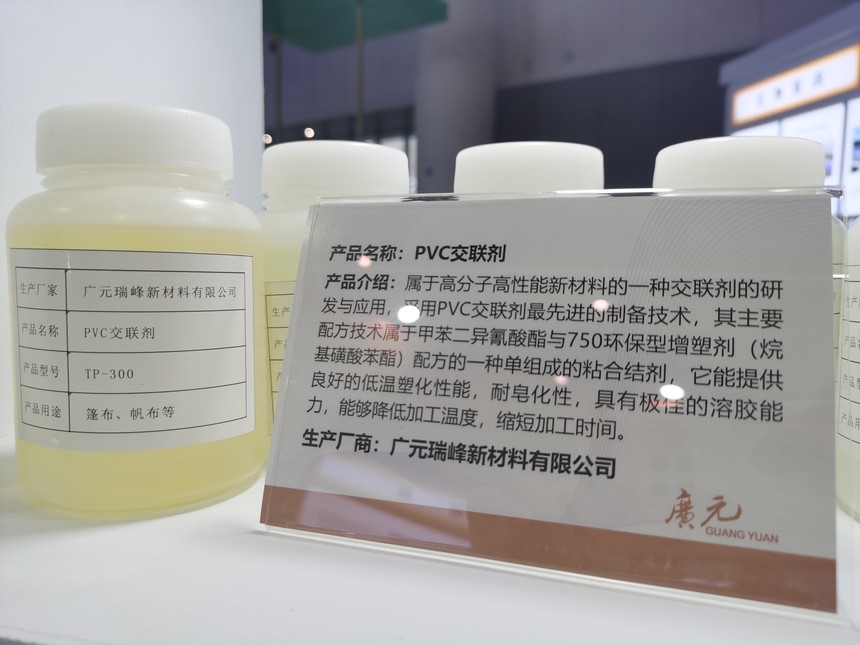 生产厂家 广元瑞峰新材料有限公司
产品名称 PVC交联剂
产品型号 TP-300
产品用途 篷布、帆布等
产品名称：PVC交联剂
产品介绍：属于高分子高性能新材料的一种交联剂的研
发与应用，采用PVC交联剂最先进的制备技术，其主要
配方技术属于甲苯二异氰酸酯与750环保型增塑剂（烷
基磺酸苯酯）配方的一种单组成的粘合结剂，它能提供
良好的低温塑化性能，耐皂化性，具有极佳的溶胶能
力，能够降低加工温度，缩短加工时间。
生产厂商：广元瑞峰新材料有限公司
廣元
GUANG YUAN